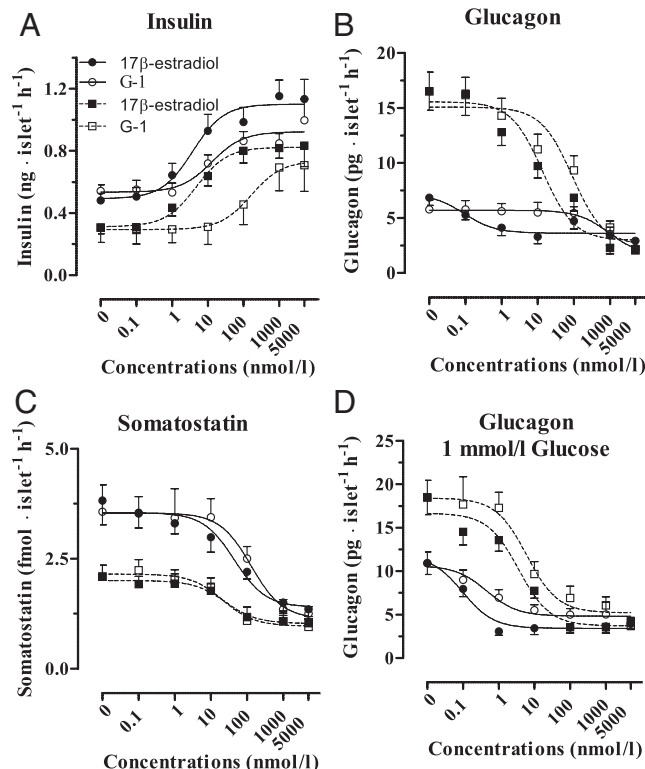 A
Insulin
17β-estradiol
G-1
17β-estradiol
G-1
Insulin (ng · islet⁻¹ h⁻¹)
1.2
0.8
0.4
0.0
0
0.1
1
10
100
1000
5000
Concentrations (nmol/l)
B
Glucagon
Glucagon (pg · islet⁻¹ h⁻¹)
20
15
10
5
0
0
0.1
1
10
100
1000
5000
Concentrations (nmol/l)
C
Somatostatin
Somatostatin (fmol · islet⁻¹ h⁻¹)
5.0
2.5
0.0
0
0.1
1
10
100
1000
5000
Concentrations (nmol/l)
D
Glucagon
1 mmol/l Glucose
Glucagon (pg · islet⁻¹ h⁻¹)
25
20
15
10
5
0
0
0.1
1
10
100
1000
5000
Concentrations (nmol/l)